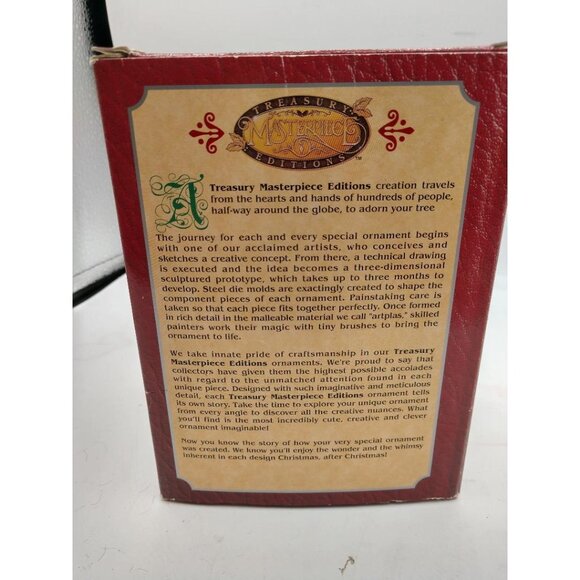 TREASURY
MASTERPIECE
EDITIONS
TM
A Treasury Masterpiece Editions creation travels
from the hearts and hands of hundreds of people,
half-way around the globe, to adorn your tree
The journey for each and every special ornament begins
with one of our acclaimed artists, who conceives and
sketches a creative concept. From there, a technical drawing
is executed and the idea becomes a three-dimensional
sculptured prototype, which takes up to three months to
develop. Steel die molds are exactingly created to shape the
component pieces of each ornament. Painstaking care is
taken so that each piece fits together perfectly. Once formed
in rich detail in the malleable material we call "artplas," skilled
painters work their magic with tiny brushes to bring the
ornament to life.
We take innate pride of craftsmanship in our Treasury
Masterpiece Editions ornaments. We're proud to say that
collectors have given them the highest possible accolades
with regard to the unmatched attention found in each
unique piece. Designed with such imaginative and meticulous
detail, each Treasury Masterpiece Editions ornament tells
its own story. Take the time to explore your unique ornament
from every angle to discover all the creative nuances. What
you'll find is the most incredibly cute, creative and clever
ornament imaginable!
Now you know the story of how your very special ornament
was created. We know you'll enjoy the wonder and the whimsy
inherent in each design Christmas, after Christmas!